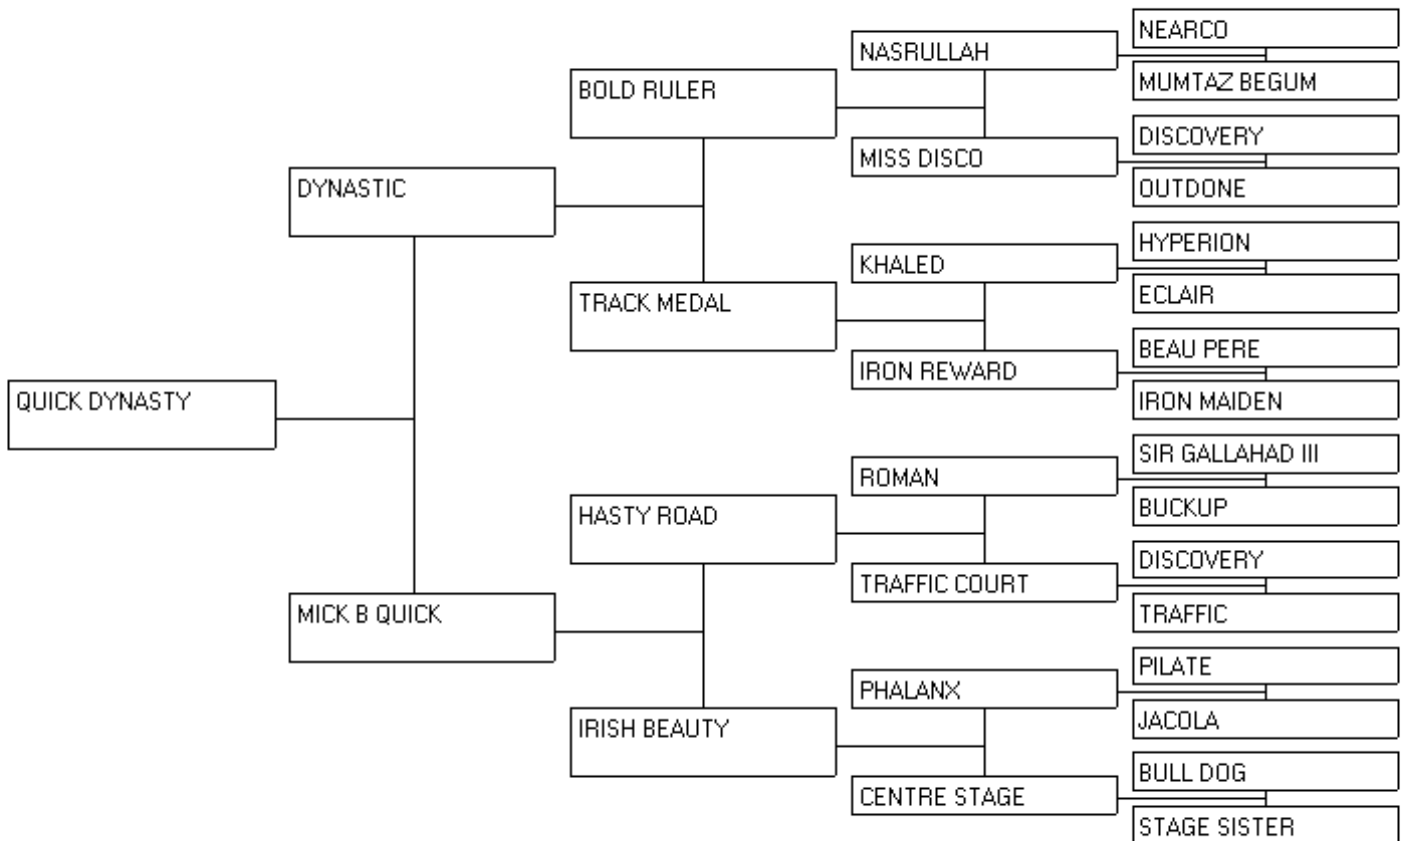 NEARCO
NASRULLAH
MUMTAZ BEGUM
BOLD RULER
DISCOVERY
MISS DISCO
OUTDONE
DYNASTIC
HYPERION
KHALED
ECLAIR
TRACK MEDAL
BEAU PERE
IRON REWARD
IRON MAIDEN
QUICK DYNASTY
SIR GALLAHAD III
ROMAN
BUCKUP
HASTY ROAD
DISCOVERY
TRAFFIC COURT
TRAFFIC
MICK B QUICK
PILATE
PHALANX
JACOLA
IRISH BEAUTY
BULL DOG
CENTRE STAGE
STAGE SISTER